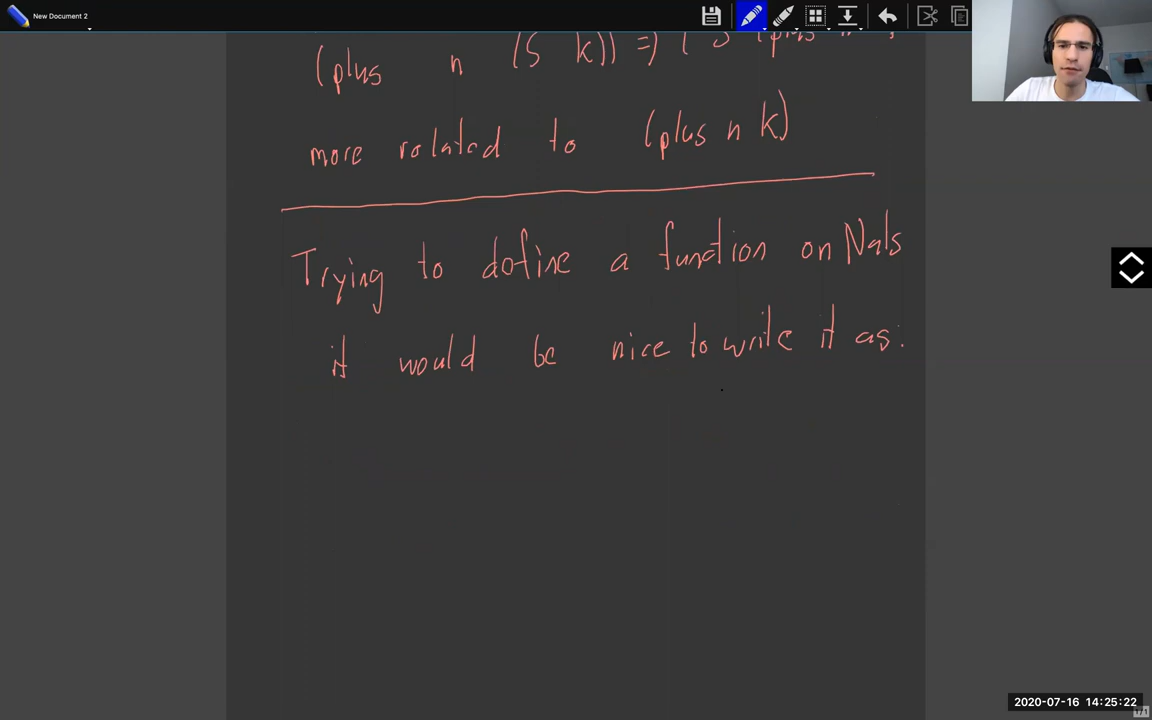 New Document 2
(plus n (S k)) => ( S (plus
more related to (plus n k)
Trying to define a function on Nats
it would be nice to write it as:
2020-07-16 14:25:22